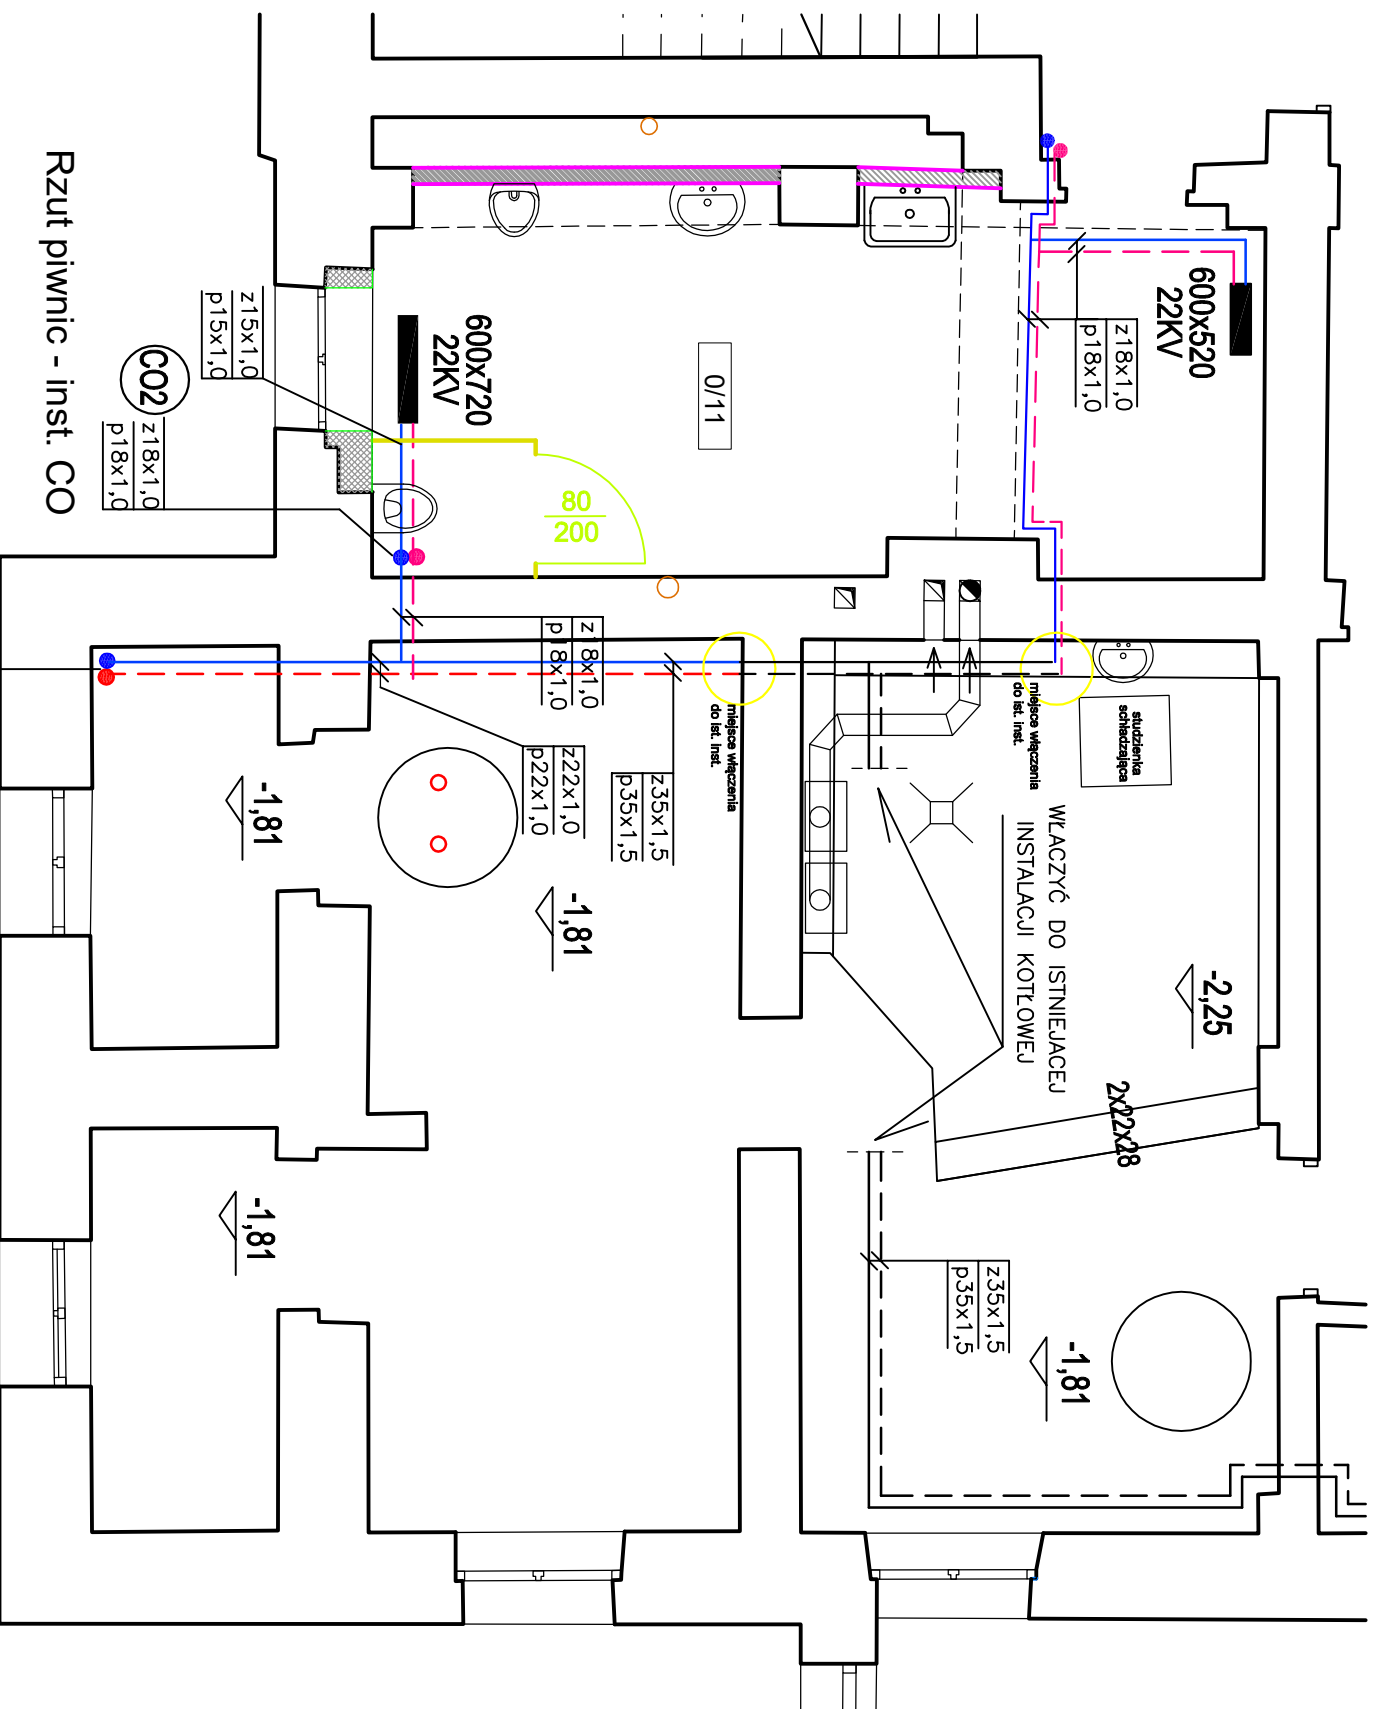 Rzut piwnic - inst. CO
CO2
z15x1,0
p15x1,0
z18x1,0
p18x1,0
600x720
22KV
600x520
22KV
z18x1,0
p18x1,0
0/11
80
200
z18x1,0
p18x1,0
z22x1,0
p22x1,0
z35x1,5
p35x1,5
miejsce włączenia
do ist. inst.
miejsce włączenia
do ist. inst.
studzienka
schładzająca
WŁACZYĆ DO ISTNIEJACEJ
INSTALACJI KOTŁOWEJ
-2,25
2x22x28
-1,81
-1,81
-1,81
z35x1,5
p35x1,5
-1,81